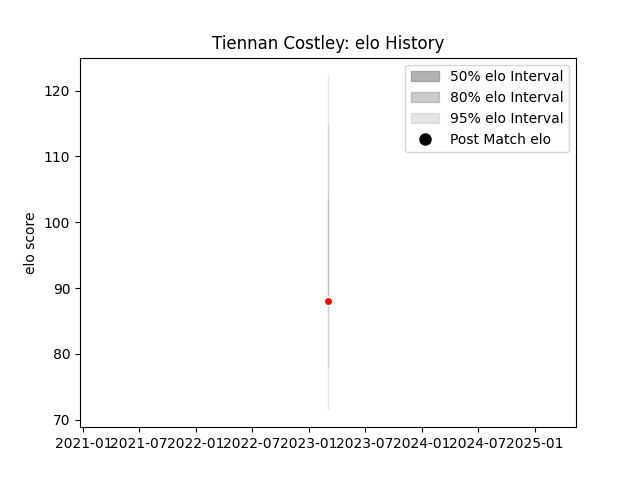 Tiennan Costley: elo History
50% elo Interval
80% elo Interval
95% elo Interval
Post Match elo
elo score
120
110
100
90
80
70
2021-01 2021-07 2022-01 2022-07 2023-01 2023-07 2024-01 2024-07 2025-01